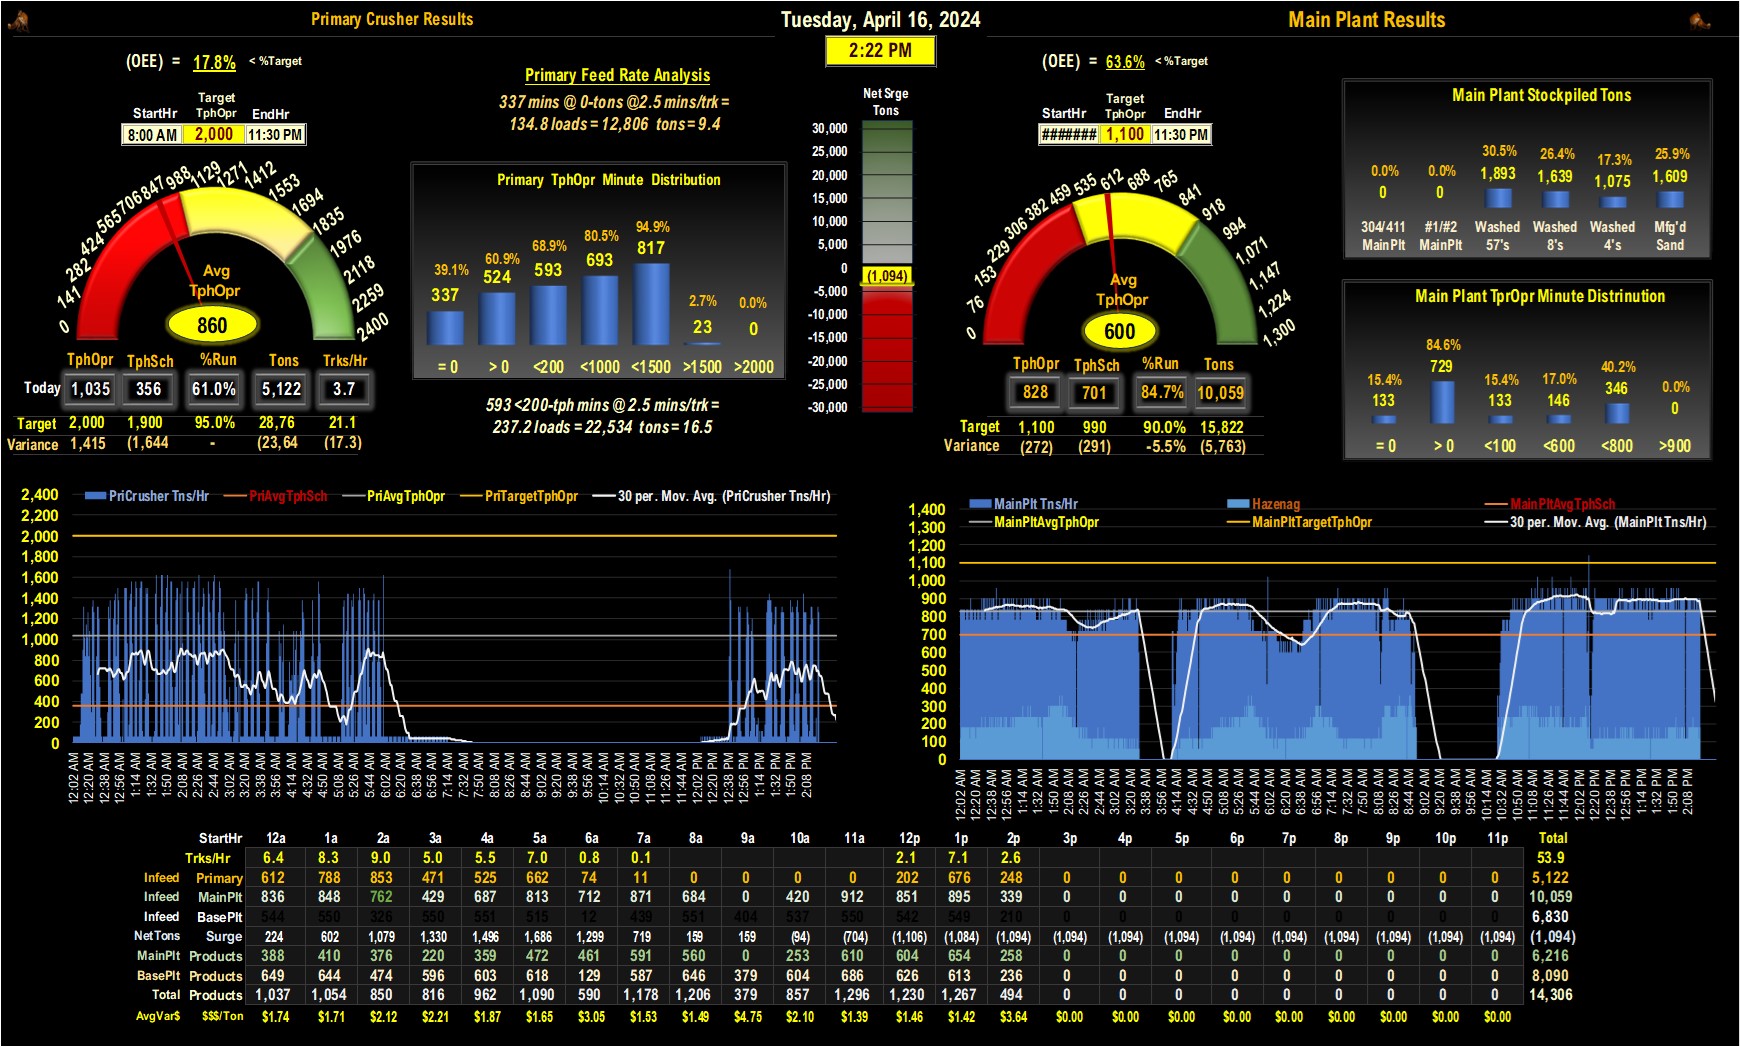 Primary Crusher Results
Tuesday, April 16, 2024
Main Plant Results
2:22 PM
(OEE) = 17.8% < %Target
StartHr Target TphOpr EndHr
8:00 AM 2,000 11:30 PM
0 141 282 424 565 706 847 988 1129 1271 1412 1553 1694 1835 1976 2118 2259 2400
Avg
TphOpr
860
TphOpr TphSch %Run Tons Trks/Hr
Today 1,035 356 61.0% 5,122 3.7
Target 2,000 1,900 95.0% 28,76 21.1
Variance 1,415 (1,644 - (23,64 (17.3)
Primary Feed Rate Analysis
337 mins @ 0-tons @2.5 mins/trk =
134.8 loads = 12,806 tons = 9.4
Primary TphOpr Minute Distribution
39.1% 60.9% 68.9% 80.5% 94.9% 2.7% 0.0%
337 524 593 693 817 23 0
= 0 > 0 <200 <1000 <1500 >1500 >2000
593 <200-tph mins @ 2.5 mins/trk =
237.2 loads = 22,534 tons = 16.5
Net Srge
Tons
30,000
25,000
20,000
15,000
10,000
5,000
0
(1,094)
-5,000
-10,000
-15,000
-20,000
-25,000
-30,000
(OEE) = 63.6% < %Target
StartHr Target TphOpr EndHr
####### 1,100 11:30 PM
0 76 153 229 306 382 459 535 612 688 765 841 918 994 1,071 1,147 1,224 1,300
Avg
TphOpr
600
TphOpr TphSch %Run Tons
828 701 84.7% 10,059
Target 1,100 990 90.0% 15,822
Variance (272) (291) -5.5% (5,763)
Main Plant Stockpiled Tons
0.0% 0.0% 30.5% 26.4% 17.3% 25.9%
0 0 1,893 1,639 1,075 1,609
304/411 #1/#2 Washed Washed Washed Mfg'd
MainPlt MainPlt 57's 8's 4's Sand
Main Plant TprOpr Minute Distrinution
15.4% 84.6% 15.4% 17.0% 40.2% 0.0%
133 729 133 146 346 0
= 0 > 0 <100 <600 <800 >900
PriCrusher Tns/Hr PriAvgTphSch PriAvgTphOpr PriTargetTphOpr 30 per. Mov. Avg. (PriCrusher Tns/Hr)
2,400
2,200
2,000
1,800
1,600
1,400
1,200
1,000
800
600
400
200
0
12:02 AM 12:20 AM 12:38 AM 12:56 AM 1:14 AM 1:32 AM 1:50 AM 2:08 AM 2:26 AM 2:44 AM 3:02 AM 3:20 AM 3:38 AM 3:56 AM 4:14 AM 4:32 AM 4:50 AM 5:08 AM 5:26 AM 5:44 AM 6:02 AM 6:20 AM 6:38 AM 6:56 AM 7:14 AM 7:32 AM 7:50 AM 8:08 AM 8:26 AM 8:44 AM 9:02 AM 9:20 AM 9:38 AM 9:56 AM 10:14 AM 10:32 AM 10:50 AM 11:08 AM 11:26 AM 11:44 AM 12:02 PM 12:20 PM 12:38 PM 12:56 PM 1:14 PM 1:32 PM 1:50 PM 2:08 PM
MainPlt Tns/Hr Hazenag MainPltAvgTphSch
MainPltAvgTphOpr MainPltTargetTphOpr 30 per. Mov. Avg. (MainPlt Tns/Hr)
1,400
1,300
1,200
1,100
1,000
900
800
700
600
500
400
300
200
100
0
12:02 AM 12:20 AM 12:38 AM 12:56 AM 1:14 AM 1:32 AM 1:50 AM 2:08 AM 2:26 AM 2:44 AM 3:02 AM 3:20 AM 3:38 AM 3:56 AM 4:14 AM 4:32 AM 4:50 AM 5:08 AM 5:26 AM 5:44 AM 6:02 AM 6:20 AM 6:38 AM 6:56 AM 7:14 AM 7:32 AM 7:50 AM 8:08 AM 8:26 AM 8:44 AM 9:02 AM 9:20 AM 9:38 AM 9:56 AM 10:14 AM 10:32 AM 10:50 AM 11:08 AM 11:26 AM 11:44 AM 12:02 PM 12:20 PM 12:38 PM 12:56 PM 1:14 PM 1:32 PM 1:50 PM 2:08 PM
StartHr 12a 1a 2a 3a 4a 5a 6a 7a 8a 9a 10a 11a 12p 1p 2p 3p 4p 5p 6p 7p 8p 9p 10p 11p Total
Trks/Hr 6.4 8.3 9.0 5.0 5.5 7.0 0.8 0.1 2.1 7.1 2.6 53.9
Infeed Primary 612 788 853 471 525 662 74 11 0 0 0 0 202 676 248 0 0 0 0 0 0 0 0 0 5,122
Infeed MainPlt 836 848 762 429 687 813 712 871 684 0 420 912 851 895 339 0 0 0 0 0 0 0 0 0 10,059
Infeed BasePlt 544 550 326 550 551 515 12 439 551 404 537 550 542 549 210 0 0 0 0 0 0 0 0 0 6,830
NetTons Surge 224 602 1,079 1,330 1,496 1,686 1,299 719 159 159 (94) (704) (1,106) (1,084) (1,094) (1,094) (1,094) (1,094) (1,094) (1,094) (1,094) (1,094) (1,094) (1,094) (1,094)
MainPlt Products 388 410 376 220 359 472 461 591 560 0 253 610 604 654 258 0 0 0 0 0 0 0 0 0 6,216
BasePlt Products 649 644 474 596 603 618 129 587 646 379 604 686 626 613 236 0 0 0 0 0 0 0 0 0 8,090
Total Products 1,037 1,054 850 816 962 1,090 590 1,178 1,206 379 857 1,296 1,230 1,267 494 0 0 0 0 0 0 0 0 0 14,306
AvgVar$ $$$/Ton $1.74 $1.71 $2.12 $2.21 $1.87 $1.65 $3.05 $1.53 $1.49 $4.75 $2.10 $1.39 $1.46 $1.42 $3.64 $0.00 $0.00 $0.00 $0.00 $0.00 $0.00 $0.00 $0.00 $0.00